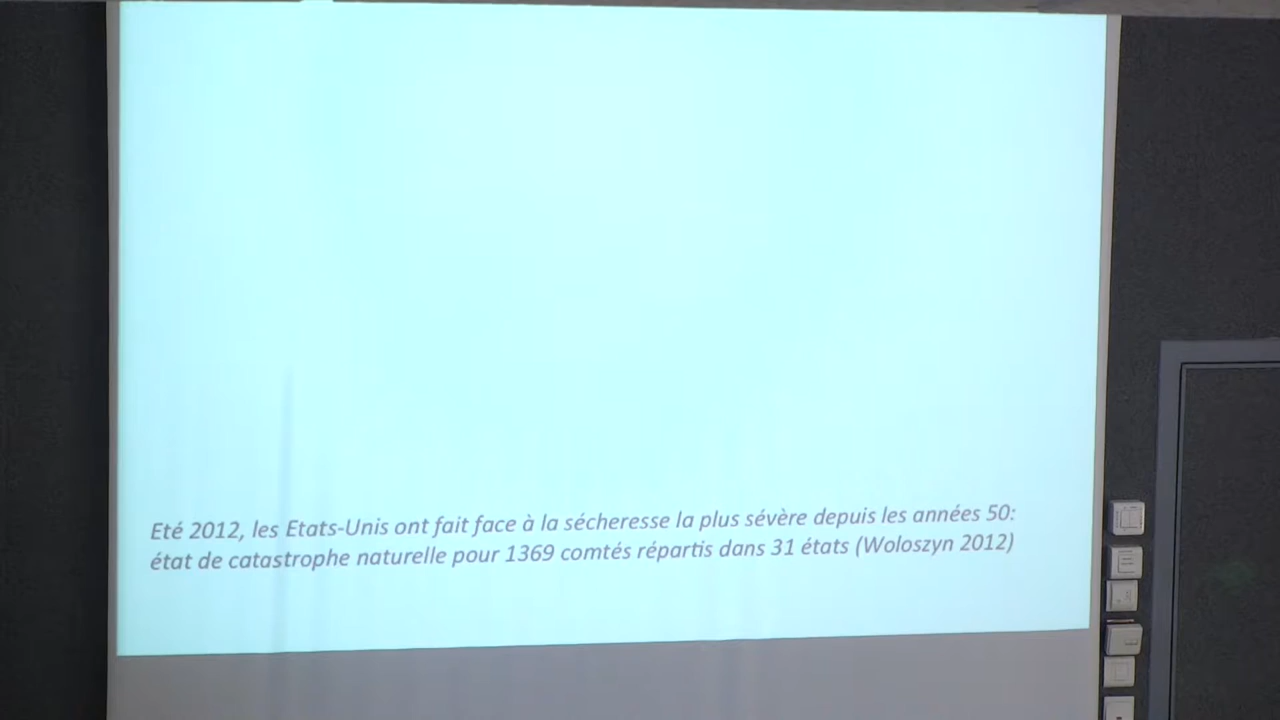 Eté 2012, les Etats-Unis ont fait face à la sécheresse la plus sévère depuis les années 50:
état de catastrophe naturelle pour 1369 comtés répartis dans 31 états (Woloszyn 2012)